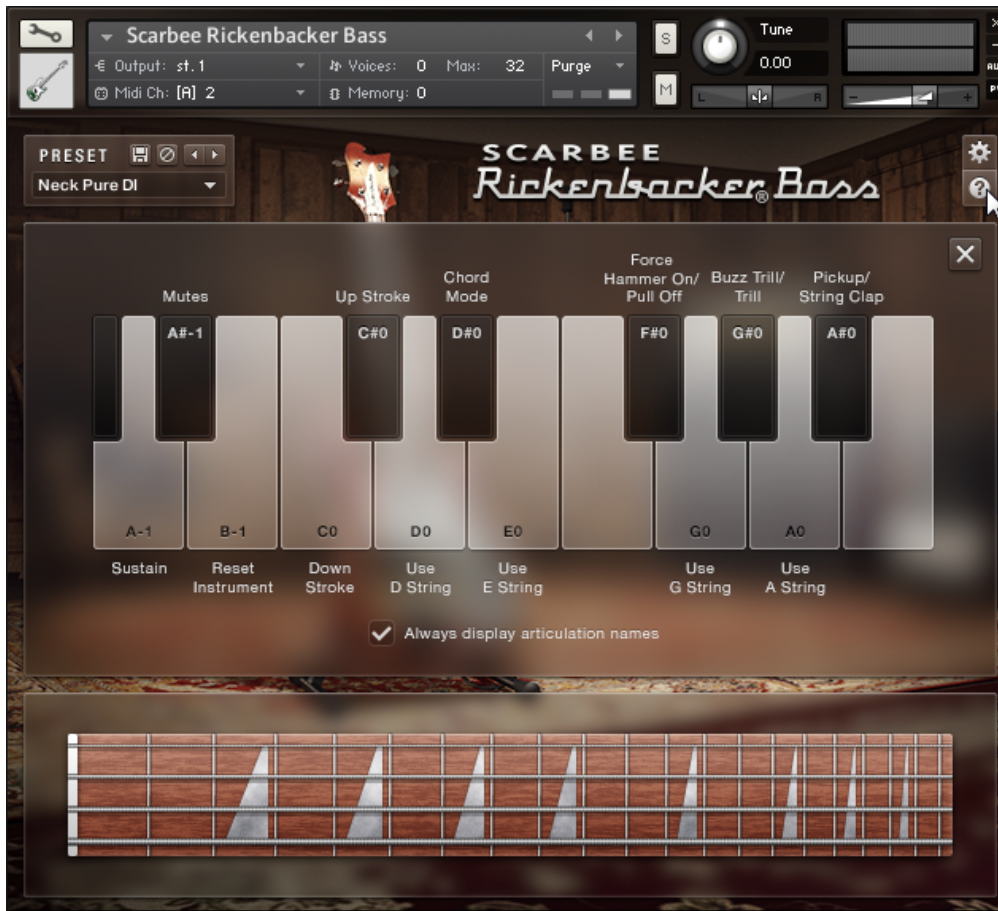 Scarbee Rickenbacker Bass
Output: st.1
Voices: 0 Max: 32
Purge
Midi Ch: [A] 2
Memory: 0
S
M
Tune
0.00
L
R
PRESET
Neck Pure DI
SCARBEE
Rickenbacker® Bass
?
Mutes
Up Stroke
Chord
Mode
Force
Hammer On/
Pull Off
Buzz Trill/
Trill
Pickup/
String Clap
A#-1
C#0
D#0
F#0
G#0
A#0
A-1
B-1
C0
D0
E0
G0
A0
Sustain
Reset
Instrument
Down
Stroke
Use
D String
Use
E String
Use
G String
Use
A String
Always display articulation names